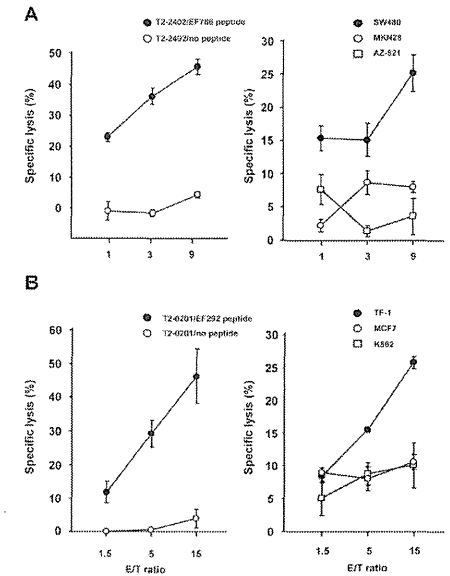 A
T2-2402/EF786 peptide
T2-2402/no peptide
Specific lysis (%)
50
40
30
20
10
0
1
3
9
SW480
MKN28
AZ-521
Specific lysis (%)
30
25
20
15
10
5
0
1
3
9
B
T2-0201/EF292 peptide
T2-0201/no peptide
Specific lysis (%)
60
50
40
30
20
10
0
1.5
5
15
E/T ratio
TF-1
MCF7
K562
Specific lysis (%)
30
25
20
15
10
5
0
1.5
5
15
E/T ratio